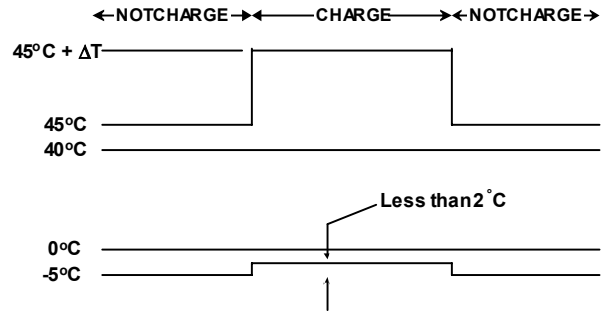 NOTCHARGE CHARGE NOTCHARGE
45°C + ΔT
45°C
40°C
Less than 2°C
0°C
-5°C